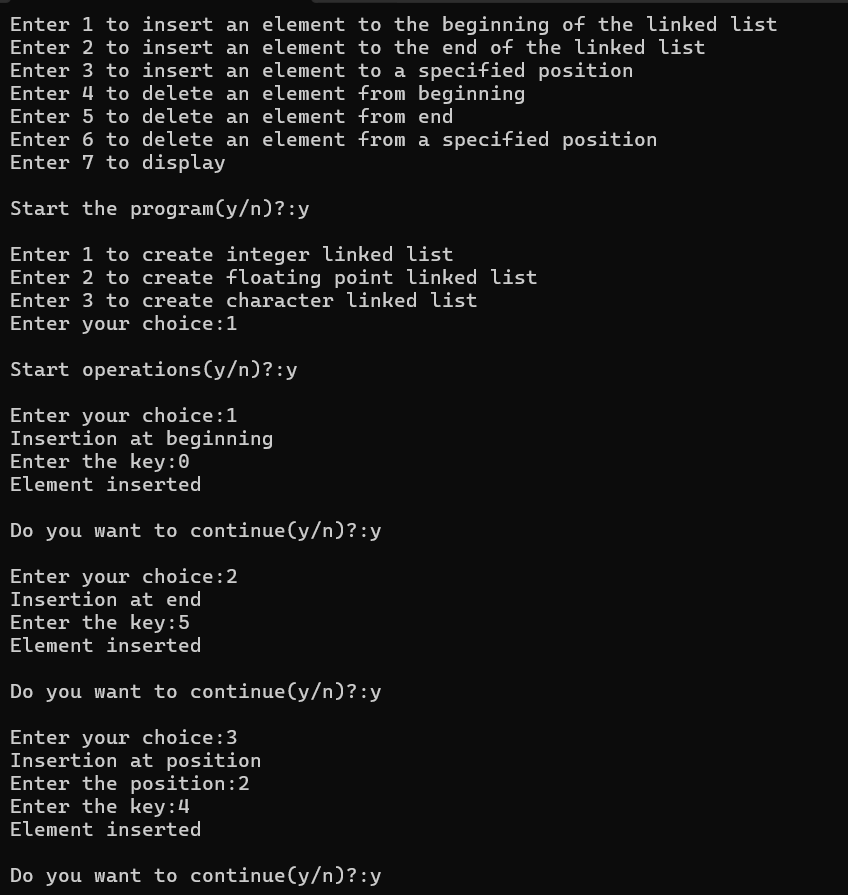 Enter 1 to insert an element to the beginning of the linked list
Enter 2 to insert an element to the end of the linked list
Enter 3 to insert an element to a specified position
Enter 4 to delete an element from beginning
Enter 5 to delete an element from end
Enter 6 to delete an element from a specified position
Enter 7 to display
Start the program(y/n)?:y
Enter 1 to create integer linked list
Enter 2 to create floating point linked list
Enter 3 to create character linked list
Enter your choice:1
Start operations(y/n)?:y
Enter your choice:1
Insertion at beginning
Enter the key:0
Element inserted
Do you want to continue(y/n)?:y
Enter your choice:2
Insertion at end
Enter the key:5
Element inserted
Do you want to continue(y/n)?:y
Enter your choice:3
Insertion at position
Enter the position:2
Enter the key:4
Element inserted
Do you want to continue(y/n)?:y